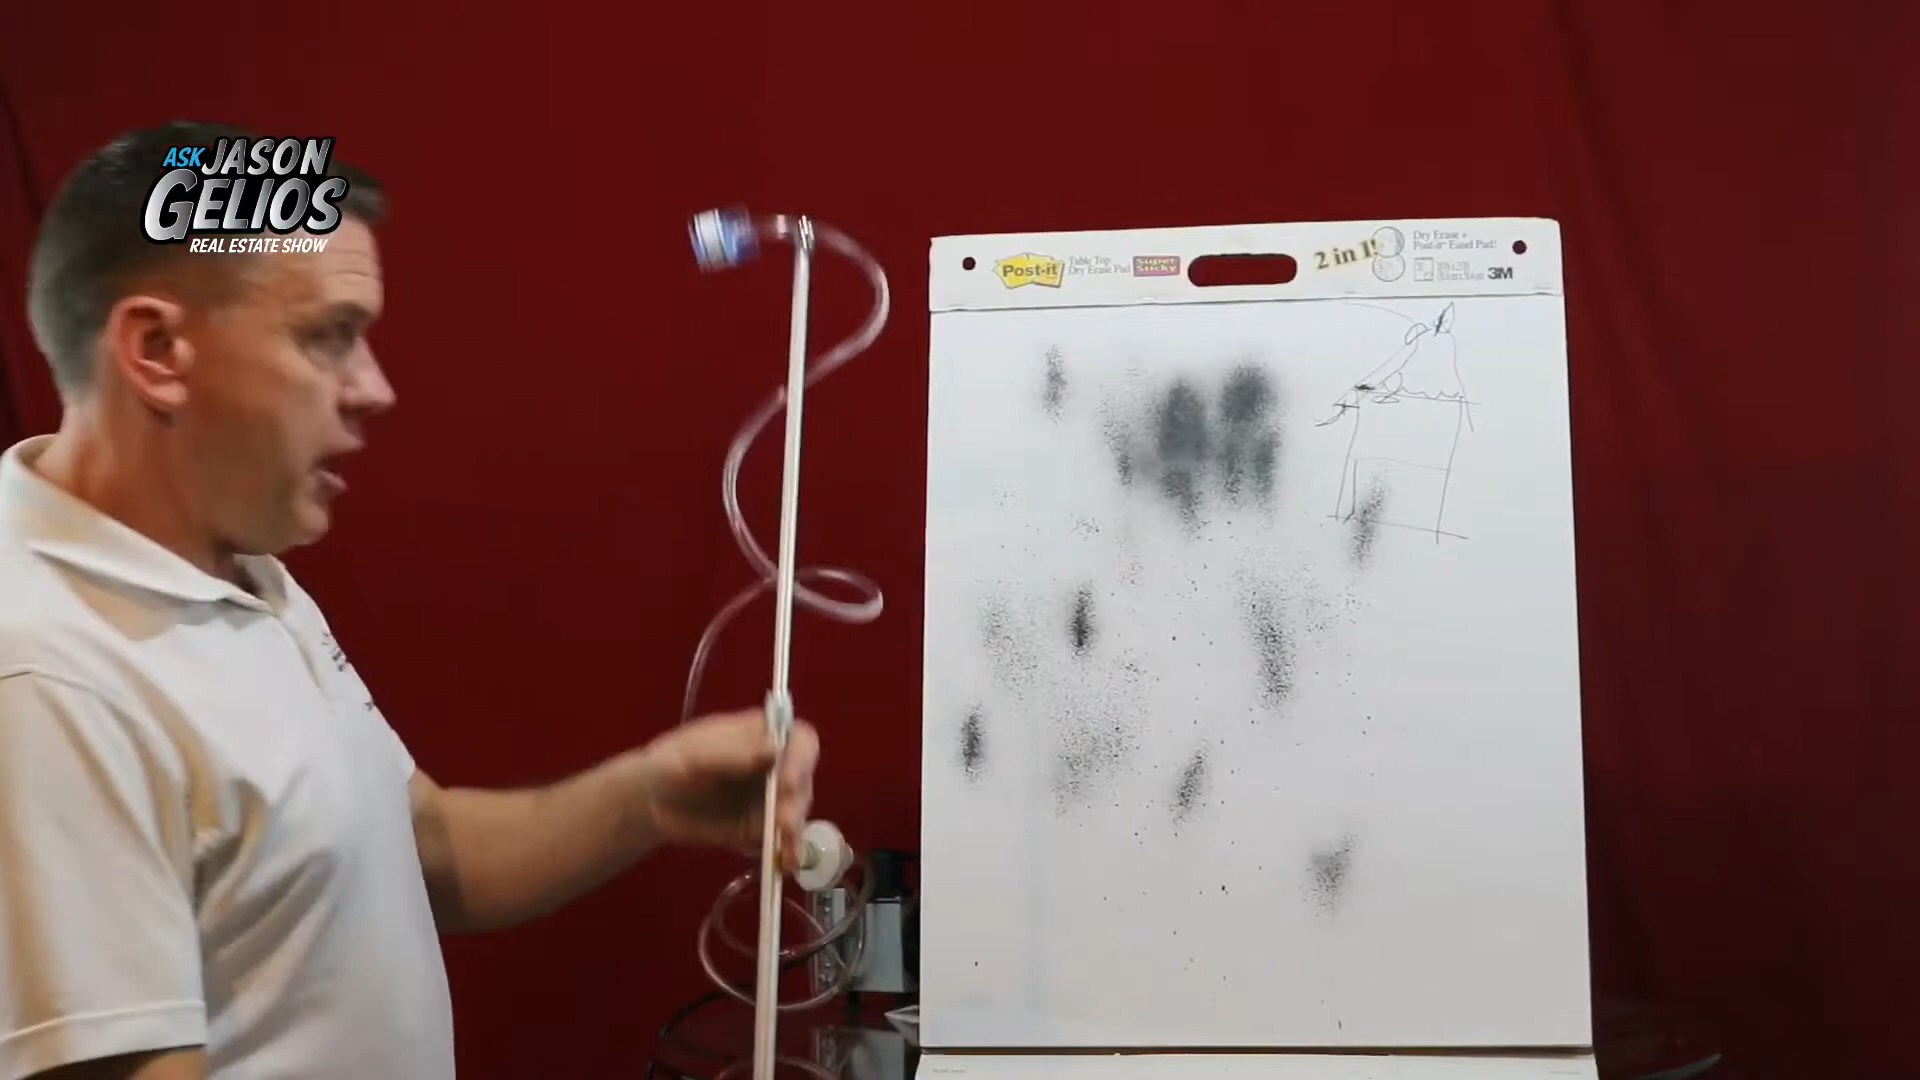 ASK JASON
GELIOS
REAL ESTATE SHOW
Post-it
Table Top
Dry Erase Pad
Super
Sticky
2 in 1!
Dry Erase +
Post-it Easel Pad!
3M